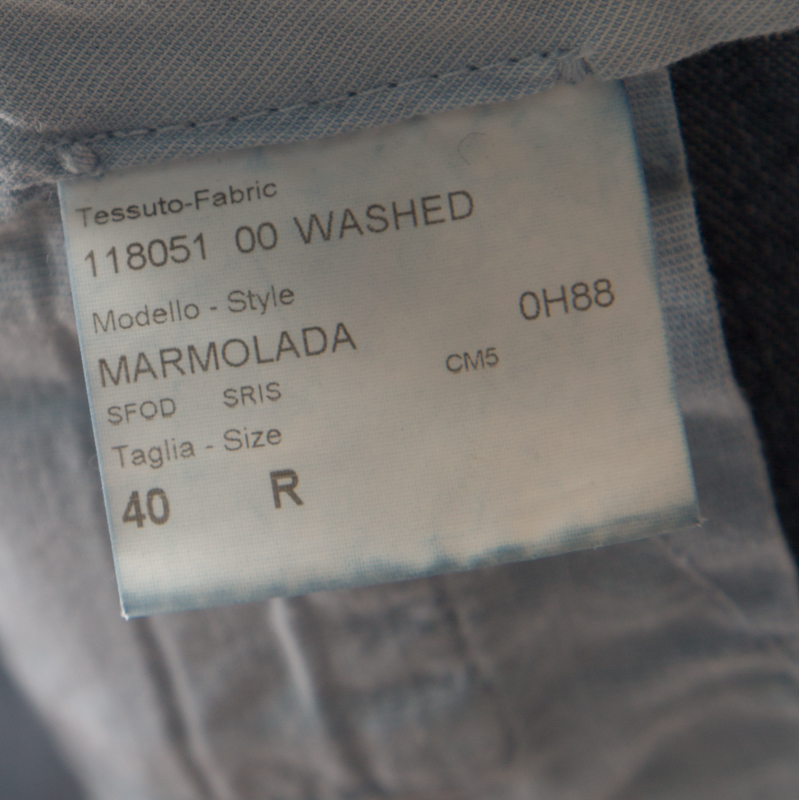 Tessuto-Fabric
118051 00 WASHED
Modello - Style
MARMOLADA 0H88
SFOD SRIS CM5
Taglia - Size
40 R